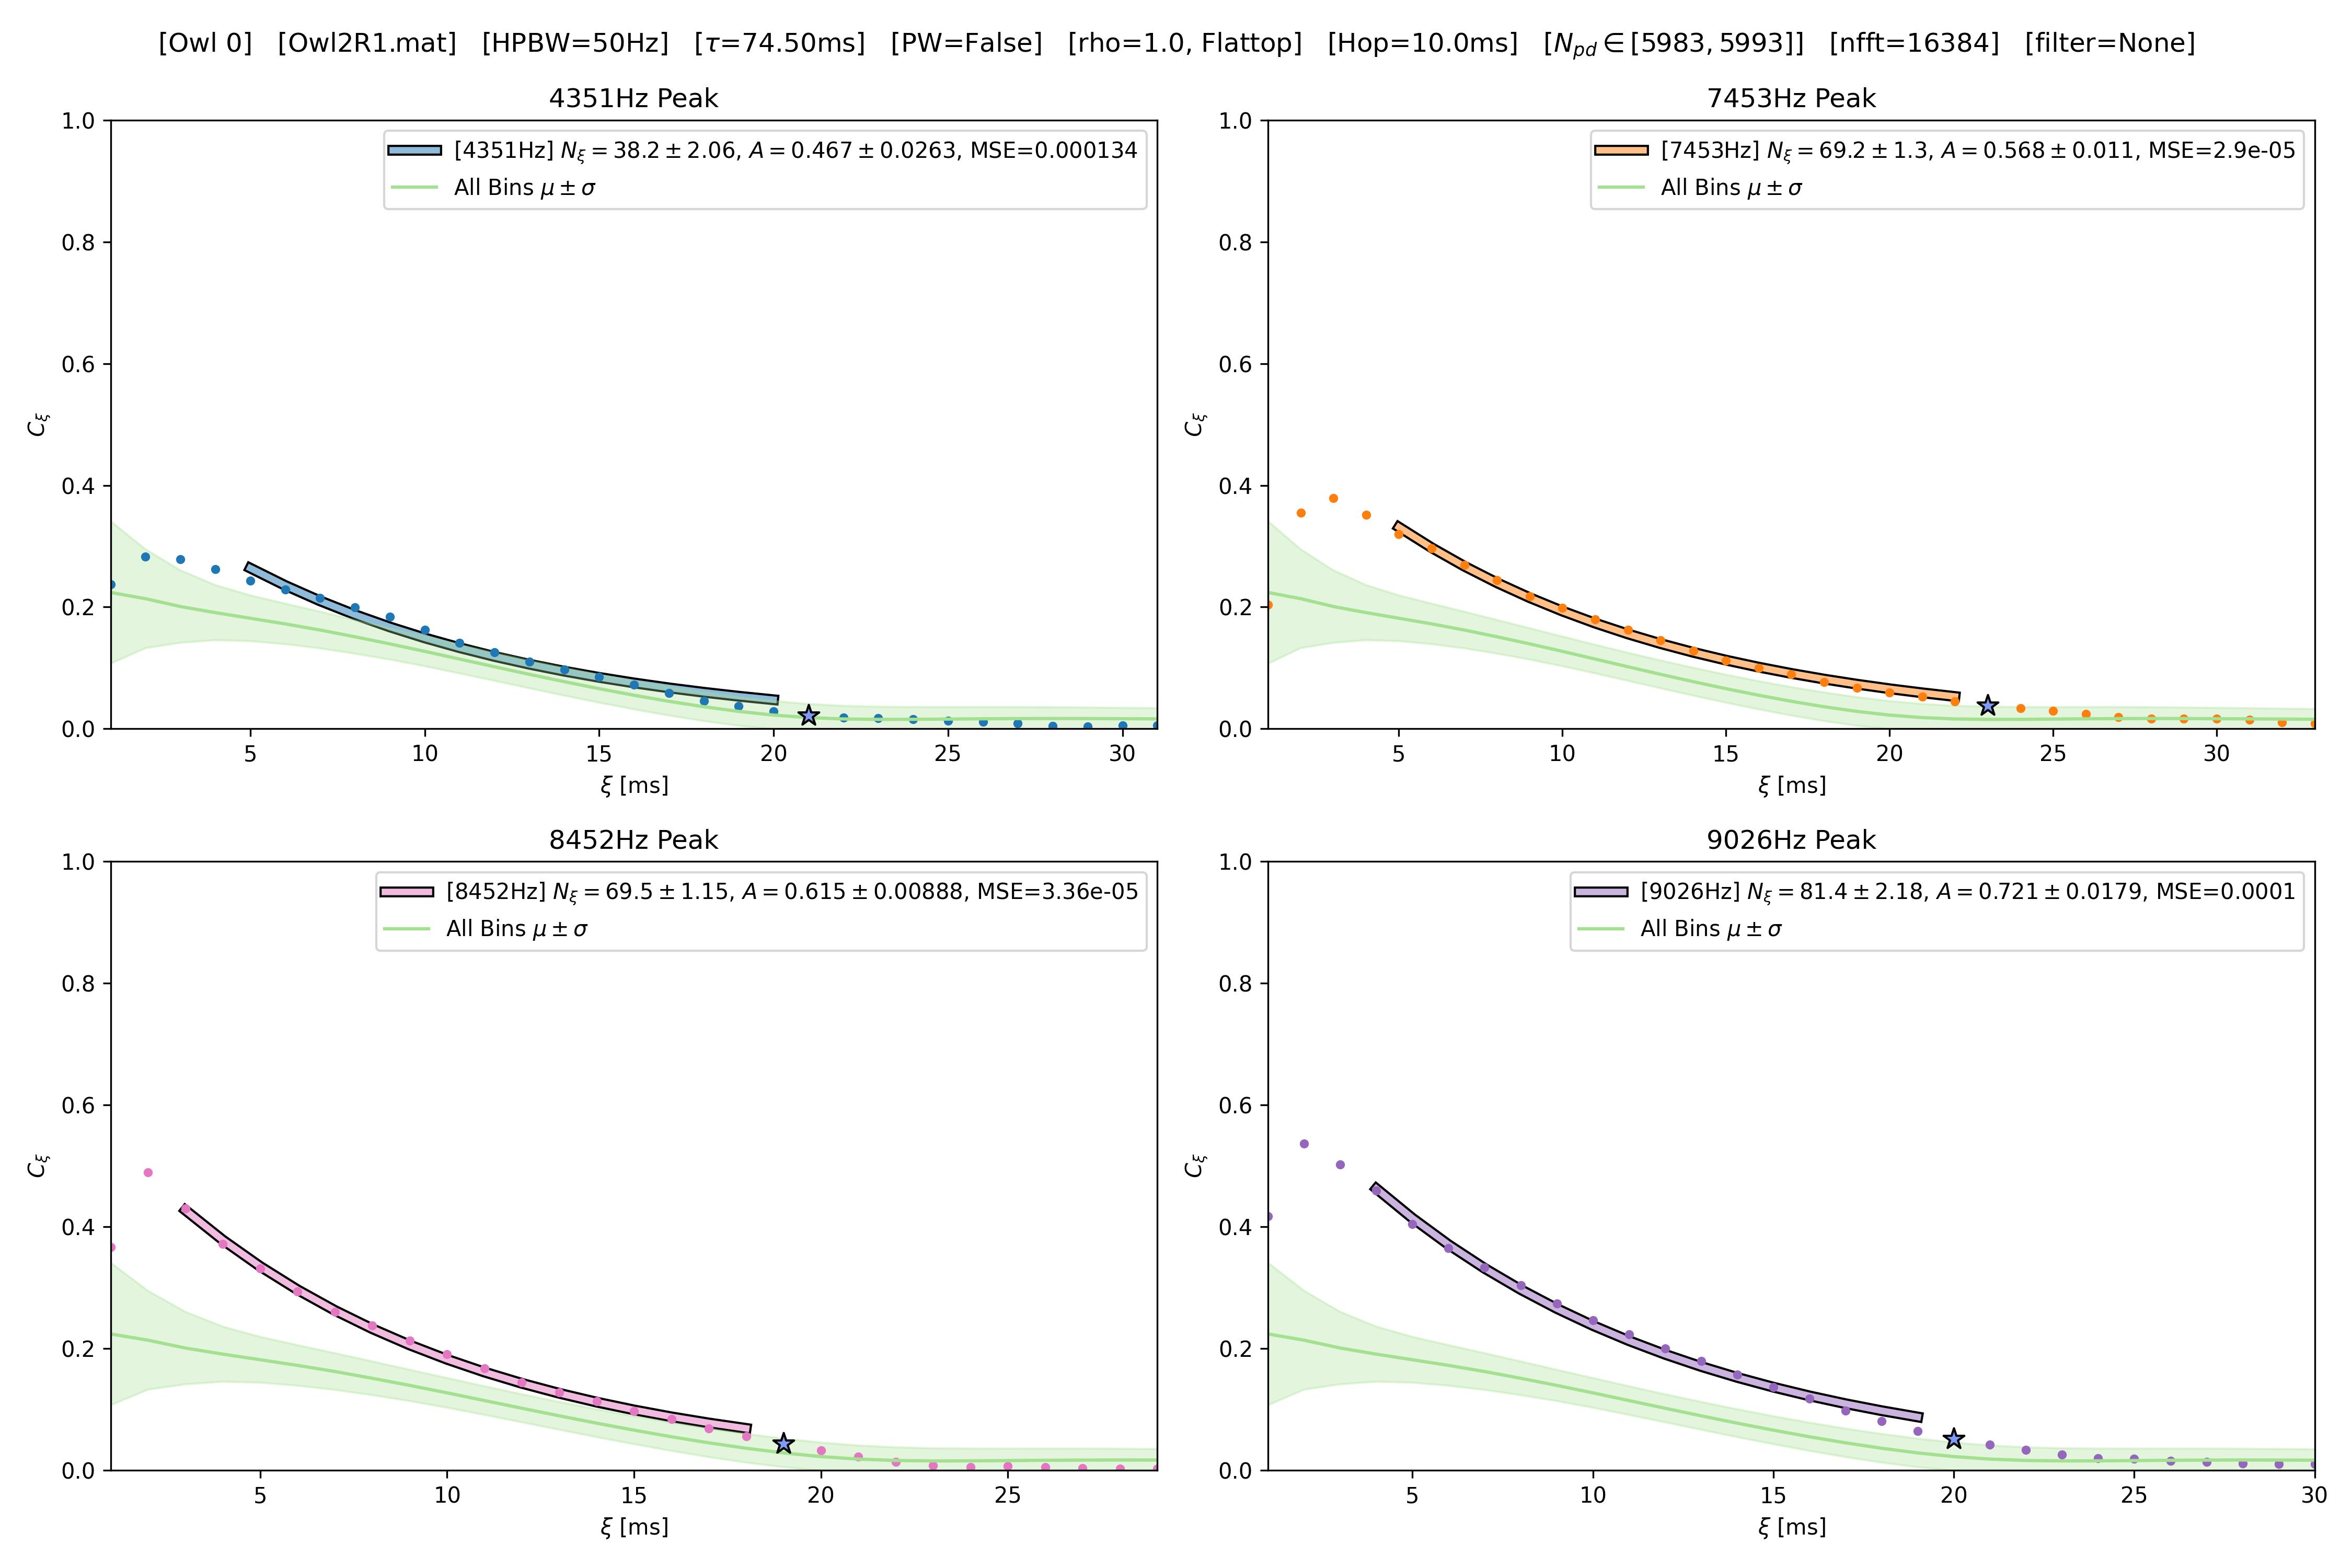 [Owl 0] [Owl2R1.mat] [HPBW=50Hz] [τ=74.50ms] [PW=False] [rho=1.0, Flattop] [Hop=10.0ms] [N_pd ∈ [5983, 5993]] [nfft=16384] [filter=None]
4351Hz Peak
[4351Hz] N_ξ = 38.2 ± 2.06, A = 0.467 ± 0.0263, MSE=0.000134
All Bins μ ± σ
1.0
0.8
0.6
0.4
0.2
0.0
C_ξ
5 10 15 20 25 30
ξ [ms]
7453Hz Peak
[7453Hz] N_ξ = 69.2 ± 1.3, A = 0.568 ± 0.011, MSE=2.9e-05
All Bins μ ± σ
1.0
0.8
0.6
0.4
0.2
0.0
C_ξ
5 10 15 20 25 30
ξ [ms]
8452Hz Peak
[8452Hz] N_ξ = 69.5 ± 1.15, A = 0.615 ± 0.00888, MSE=3.36e-05
All Bins μ ± σ
1.0
0.8
0.6
0.4
0.2
0.0
C_ξ
5 10 15 20 25
ξ [ms]
9026Hz Peak
[9026Hz] N_ξ = 81.4 ± 2.18, A = 0.721 ± 0.0179, MSE=0.0001
All Bins μ ± σ
1.0
0.8
0.6
0.4
0.2
0.0
C_ξ
5 10 15 20 25 30
ξ [ms]